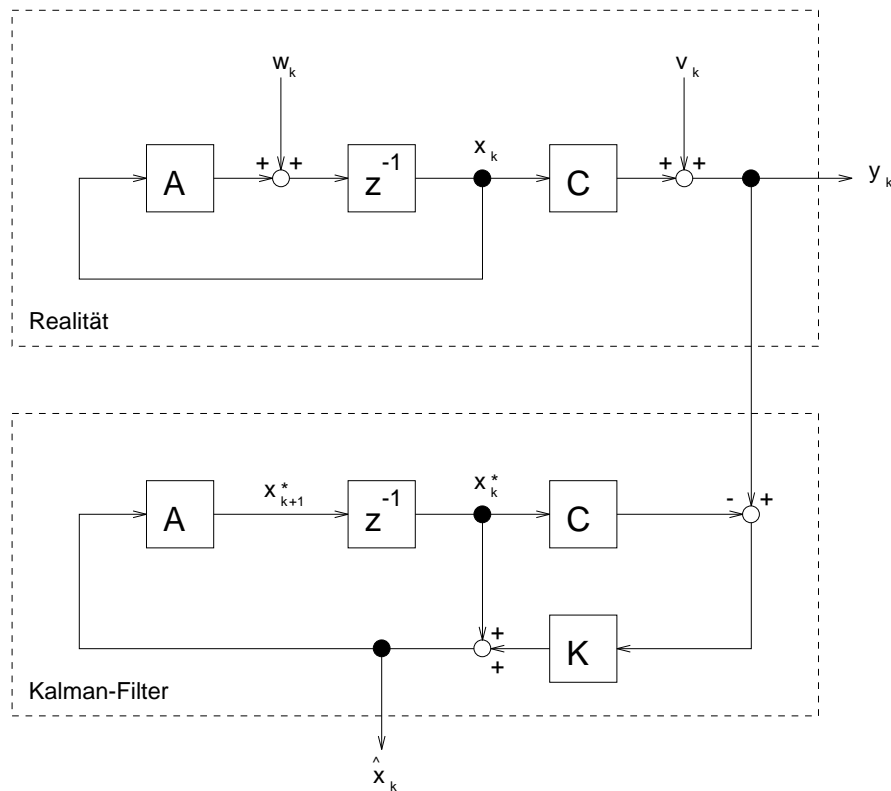 w_k
v_k
x_k
y_k
+ +
+ +
A
z^-1
C
Realität
x*_k+1
x*_k
- +
A
z^-1
C
+
+
K
Kalman-Filter
x̂_k